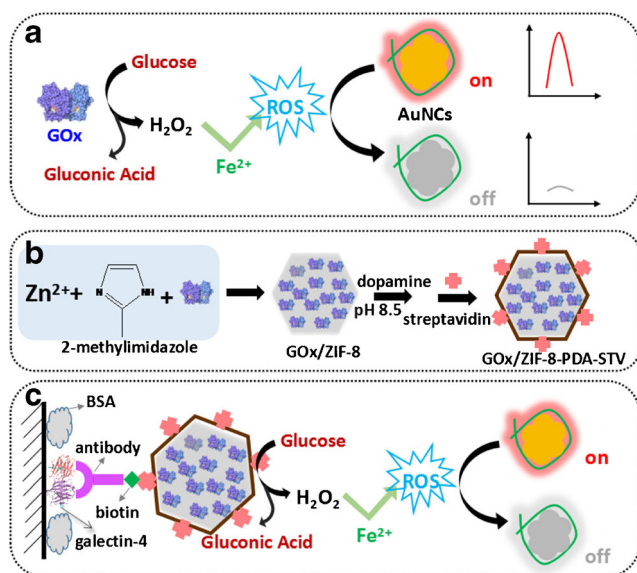 a
Glucose
GOx
H₂O₂
Gluconic Acid
Fe²⁺
ROS
AuNCs
on
off
b
Zn²⁺+
H
NH
+
2-methylimidazole
GOx/ZIF-8
dopamine
pH 8.5
streptavidin
GOx/ZIF-8-PDA-STV
c
BSA
antibody
biotin
galectin-4
Glucose
H₂O₂
Gluconic Acid
Fe²⁺
ROS
on
off